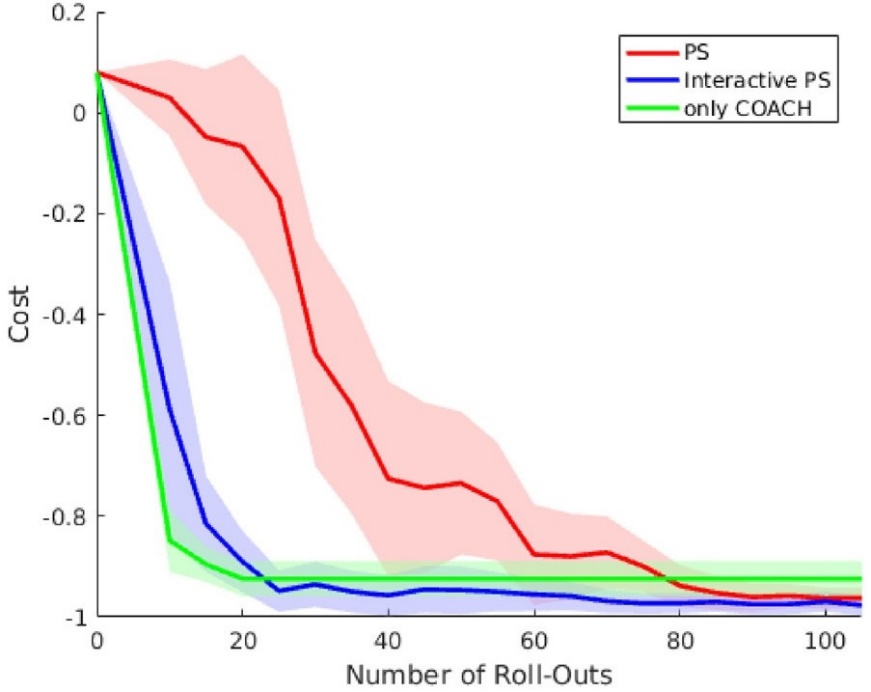 0.2
0
-0.2
-0.4
-0.6
-0.8
-1
Cost
0 20 40 60 80 100
Number of Roll-Outs
PS
Interactive PS
only COACH